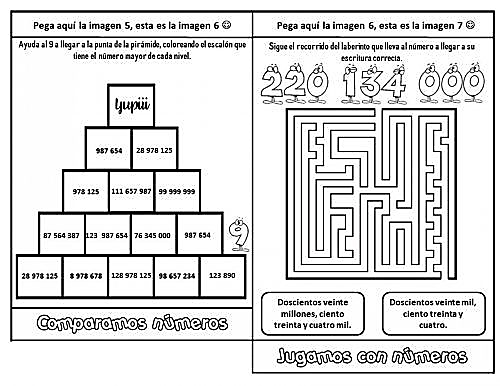 Pega aquí la imagen 5, esta es la imagen 6
Ayuda al 9 a llegar a la punta de la pirámide, coloreando el escalón que
tiene el número mayor de cada nivel.
Yupiii
987 654 28 978 125
978 125 111 657 987 99 999 999
87 564 387 123 987 654 76 345 000 987 654
9
28 978 125 8 978 678 128 978 125 98 657 234 123 890
Comparamos números
Pega aquí la imagen 6, esta es la imagen 7
Sigue el recorrido del laberinto que lleva al número a llegar a su
escritura correcta.
220 134 000
Doscientos veinte
millones, ciento
treinta y cuatro mil.
Doscientos veinte mil,
ciento treinta y
cuatro.
Jugamos con números